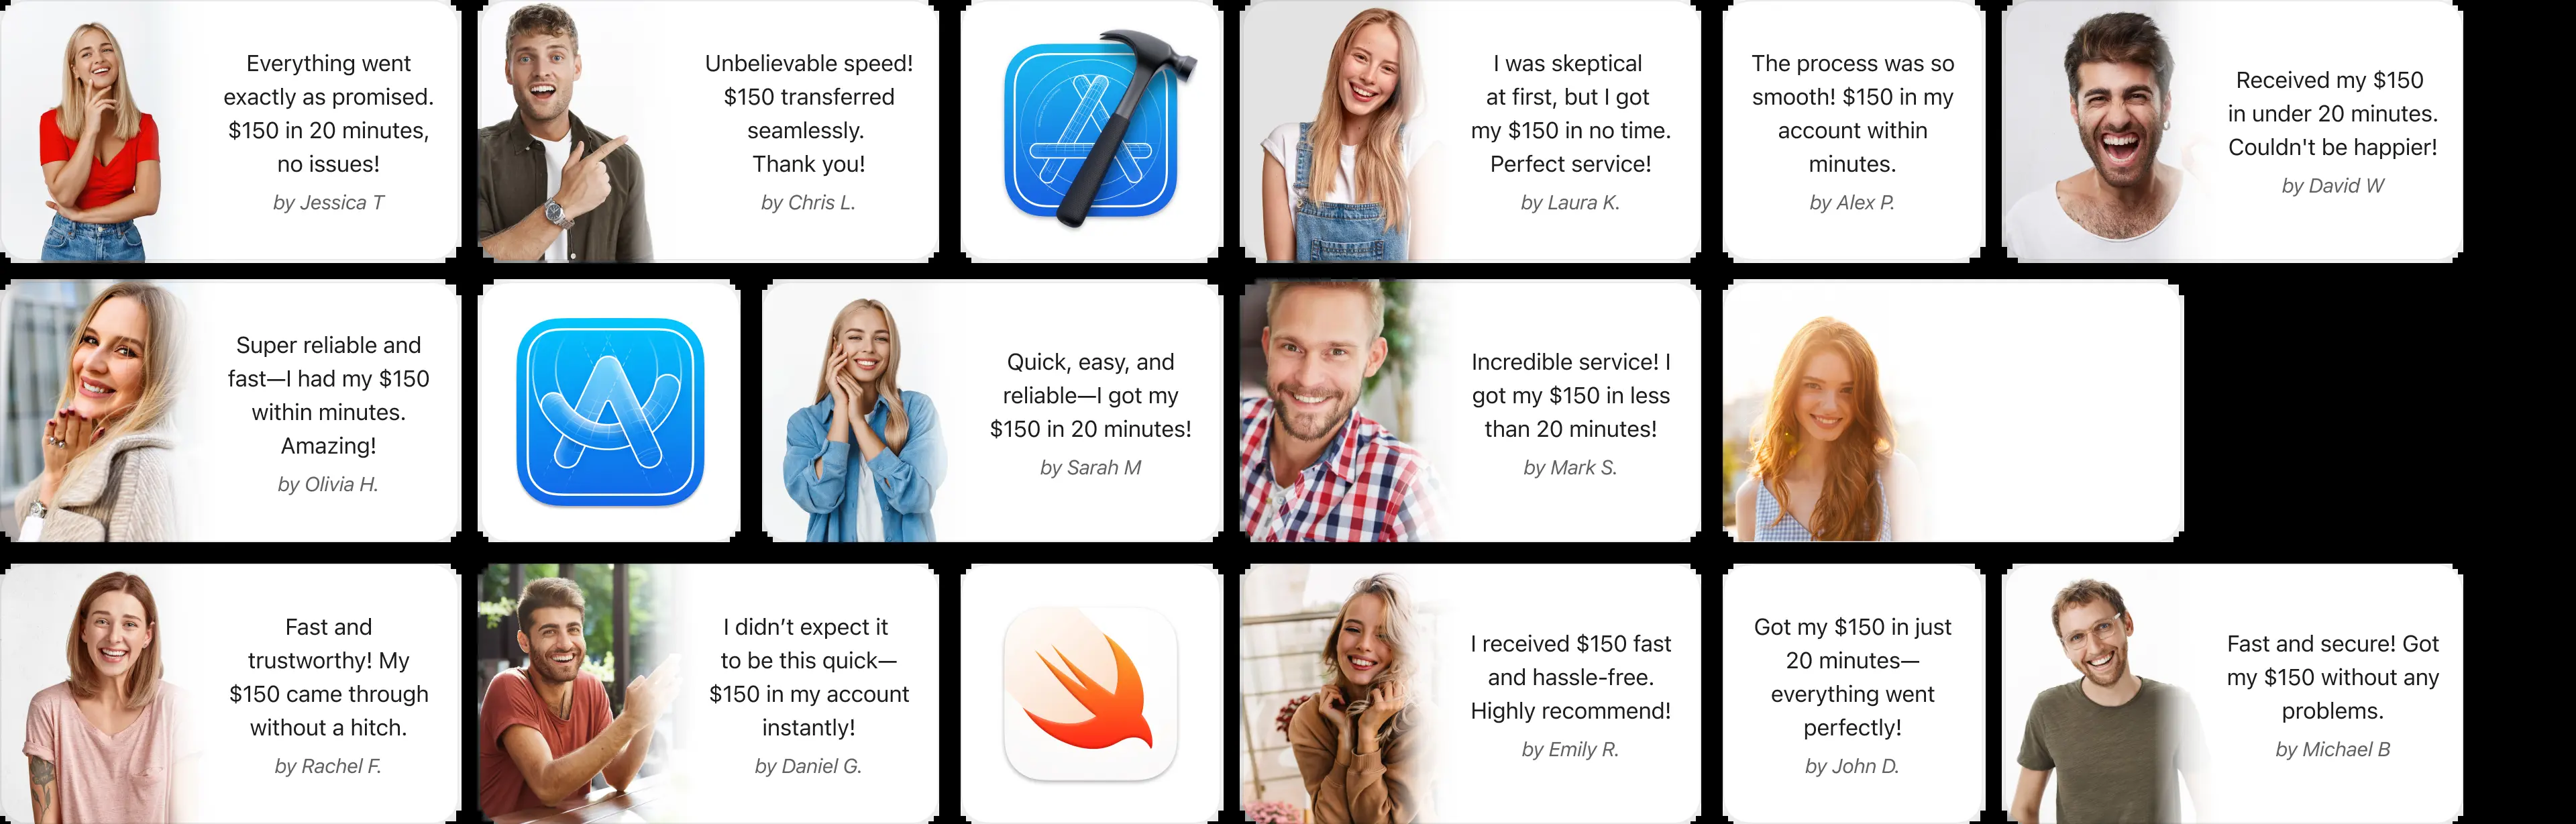 Everything went
exactly as promised.
$150 in 20 minutes,
no issues!
by Jessica T
Unbelievable speed!
$150 transferred
seamlessly.
Thank you!
by Chris L.
I was skeptical
at first, but I got
my $150 in no time.
Perfect service!
by Laura K.
The process was so
smooth! $150 in my
account within
minutes.
by Alex P.
Received my $150
in under 20 minutes.
Couldn't be happier!
by David W
Super reliable and
fast—I had my $150
within minutes.
Amazing!
by Olivia H.
Quick, easy, and
reliable—I got my
$150 in 20 minutes!
by Sarah M
Incredible service! I
got my $150 in less
than 20 minutes!
by Mark S.
Fast and
trustworthy! My
$150 came through
without a hitch.
by Rachel F.
I didn’t expect it
to be this quick—
$150 in my account
instantly!
by Daniel G.
I received $150 fast
and hassle-free.
Highly recommend!
by Emily R.
Got my $150 in just
20 minutes—
everything went
perfectly!
by John D.
Fast and secure! Got
my $150 without any
problems.
by Michael B